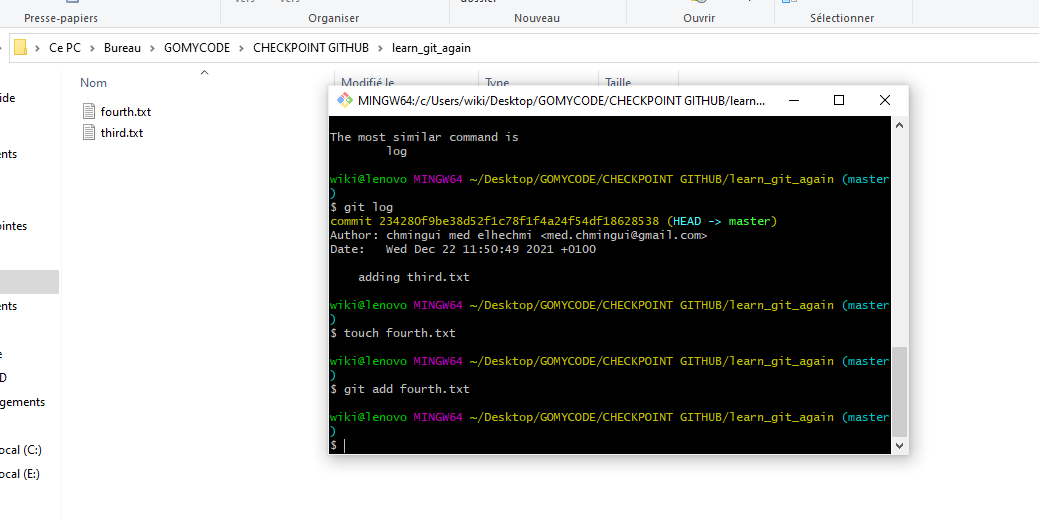 dossier
Presse-papiers
Organiser
Nouveau
Ouvrir
Sélectionner
Ce PC > Bureau > GOMYCODE > CHECKPOINT GITHUB > learn_git_again
Nom
Modifié le
Type
Taille
fourth.txt
third.txt
ide
ents
ointes
ents
e
D
gements
ocal (C:)
ocal (E:)
MINGW64:/c/Users/wiki/Desktop/GOMYCODE/CHECKPOINT GITHUB/learn...
The most similar command is
log
wiki@lenovo MINGW64 ~/Desktop/GOMYCODE/CHECKPOINT GITHUB/learn_git_again (master
)
$ git log
commit 234280f9be38d52f1c78f1f4a24f54df18628538 (HEAD -> master)
Author: chmingui med elhechmi <med.chmingui@gmail.com>
Date:   Wed Dec 22 11:50:49 2021 +0100
adding third.txt
wiki@lenovo MINGW64 ~/Desktop/GOMYCODE/CHECKPOINT GITHUB/learn_git_again (master
)
$ touch fourth.txt
wiki@lenovo MINGW64 ~/Desktop/GOMYCODE/CHECKPOINT GITHUB/learn_git_again (master
)
$ git add fourth.txt
wiki@lenovo MINGW64 ~/Desktop/GOMYCODE/CHECKPOINT GITHUB/learn_git_again (master
)
$